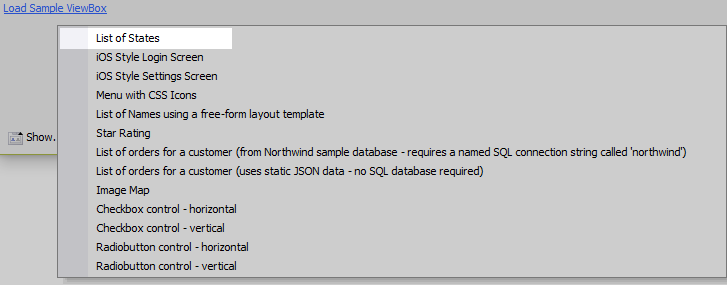 Load Sample ViewBox
List of States
iOS Style Login Screen
iOS Style Settings Screen
Menu with CSS Icons
List of Names using a free-form layout template
Show.
Star Rating
List of orders for a customer (from Northwind sample database - requires a named SQL connection string called 'northwind')
List of orders for a customer (uses static JSON data - no SQL database required)
Image Map
Checkbox control - horizontal
Checkbox control - vertical
Radiobutton control - horizontal
Radiobutton control - vertical